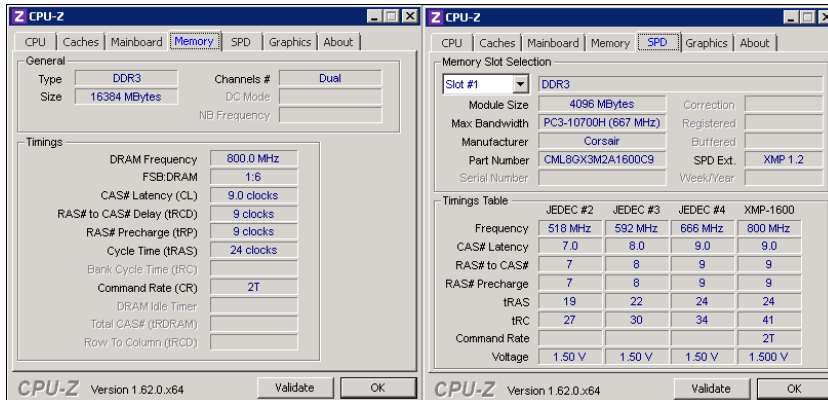 Z CPU-Z
CPU Caches Mainboard Memory SPD Graphics About
General
Type DDR3 Channels # Dual
Size 16384 MBytes DC Mode
NB Frequency
Timings
DRAM Frequency 800.0 MHz
FSB:DRAM 1:6
CAS# Latency (CL) 9.0 clocks
RAS# to CAS# Delay (tRCD) 9 clocks
RAS# Precharge (tRP) 9 clocks
Cycle Time (tRAS) 24 clocks
Bank Cycle Time (tRC)
Command Rate (CR) 2T
DRAM Idle Timer
Total CAS# (tRDRAM)
Row To Column (tRCD)
CPU-Z Version 1.62.0.x64 Validate OK
Z CPU-Z
CPU Caches Mainboard Memory SPD Graphics About
Memory Slot Selection
Slot #1 DDR3
Module Size 4096 MBytes Correction
Max Bandwidth PC3-10700H (667 MHz) Registered
Manufacturer Corsair Buffered
Part Number CML8GX3M2A1600C9 SPD Ext. XMP 1.2
Serial Number Week/Year
Timings Table
JEDEC #2 JEDEC #3 JEDEC #4 XMP-1600
Frequency 518 MHz 592 MHz 666 MHz 800 MHz
CAS# Latency 7.0 8.0 9.0 9.0
RAS# to CAS# 7 8 9 9
RAS# Precharge 7 8 9 9
tRAS 19 22 24 24
tRC 27 30 34 41
Command Rate 2T
Voltage 1.50 V 1.50 V 1.50 V 1.500 V
CPU-Z Version 1.62.0.x64 Validate OK